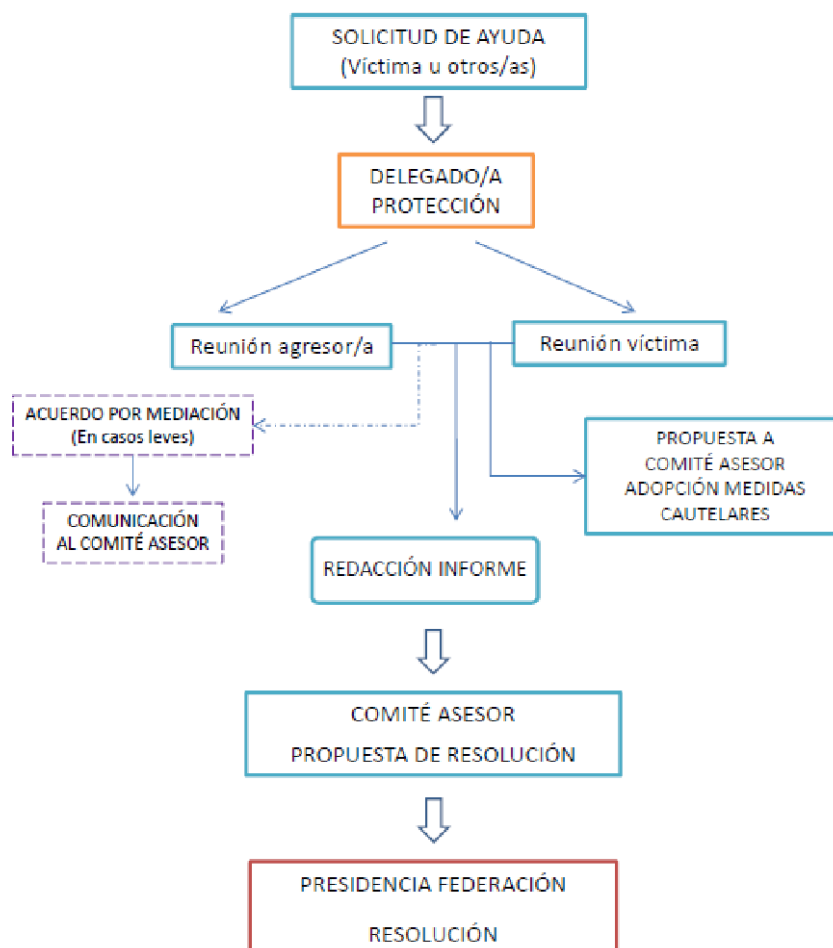 SOLICITUD DE AYUDA
(Víctima u otros/as)
DELEGADO/A
PROTECCIÓN
Reunión agresor/a
Reunión víctima
ACUERDO POR MEDIACIÓN
(En casos leves)
PROPUESTA A
COMITÉ ASESOR
ADOPCIÓN MEDIDAS
CAUTELARES
COMUNICACIÓN
AL COMITÉ ASESOR
REDACCIÓN INFORME
COMITÉ ASESOR
PROPUESTA DE RESOLUCIÓN
PRESIDENCIA FEDERACIÓN
RESOLUCIÓN